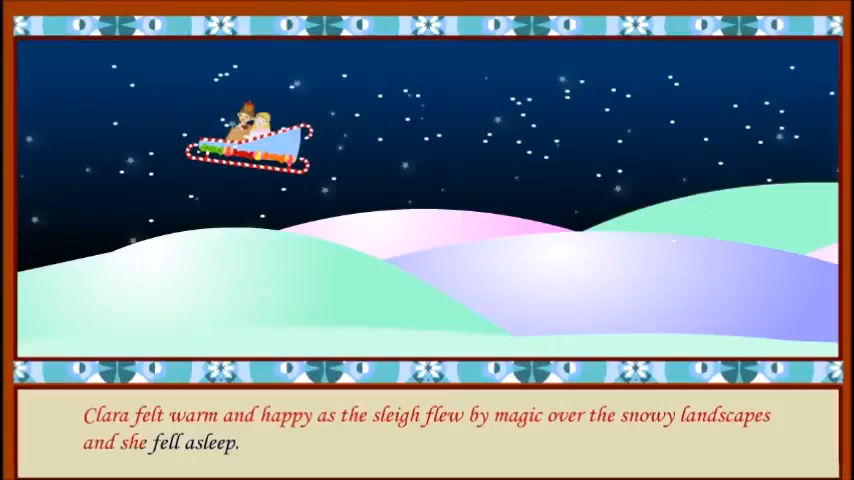 Clara felt warm and happy as the sleigh flew by magic over the snowy landscapes
and she fell asleep.